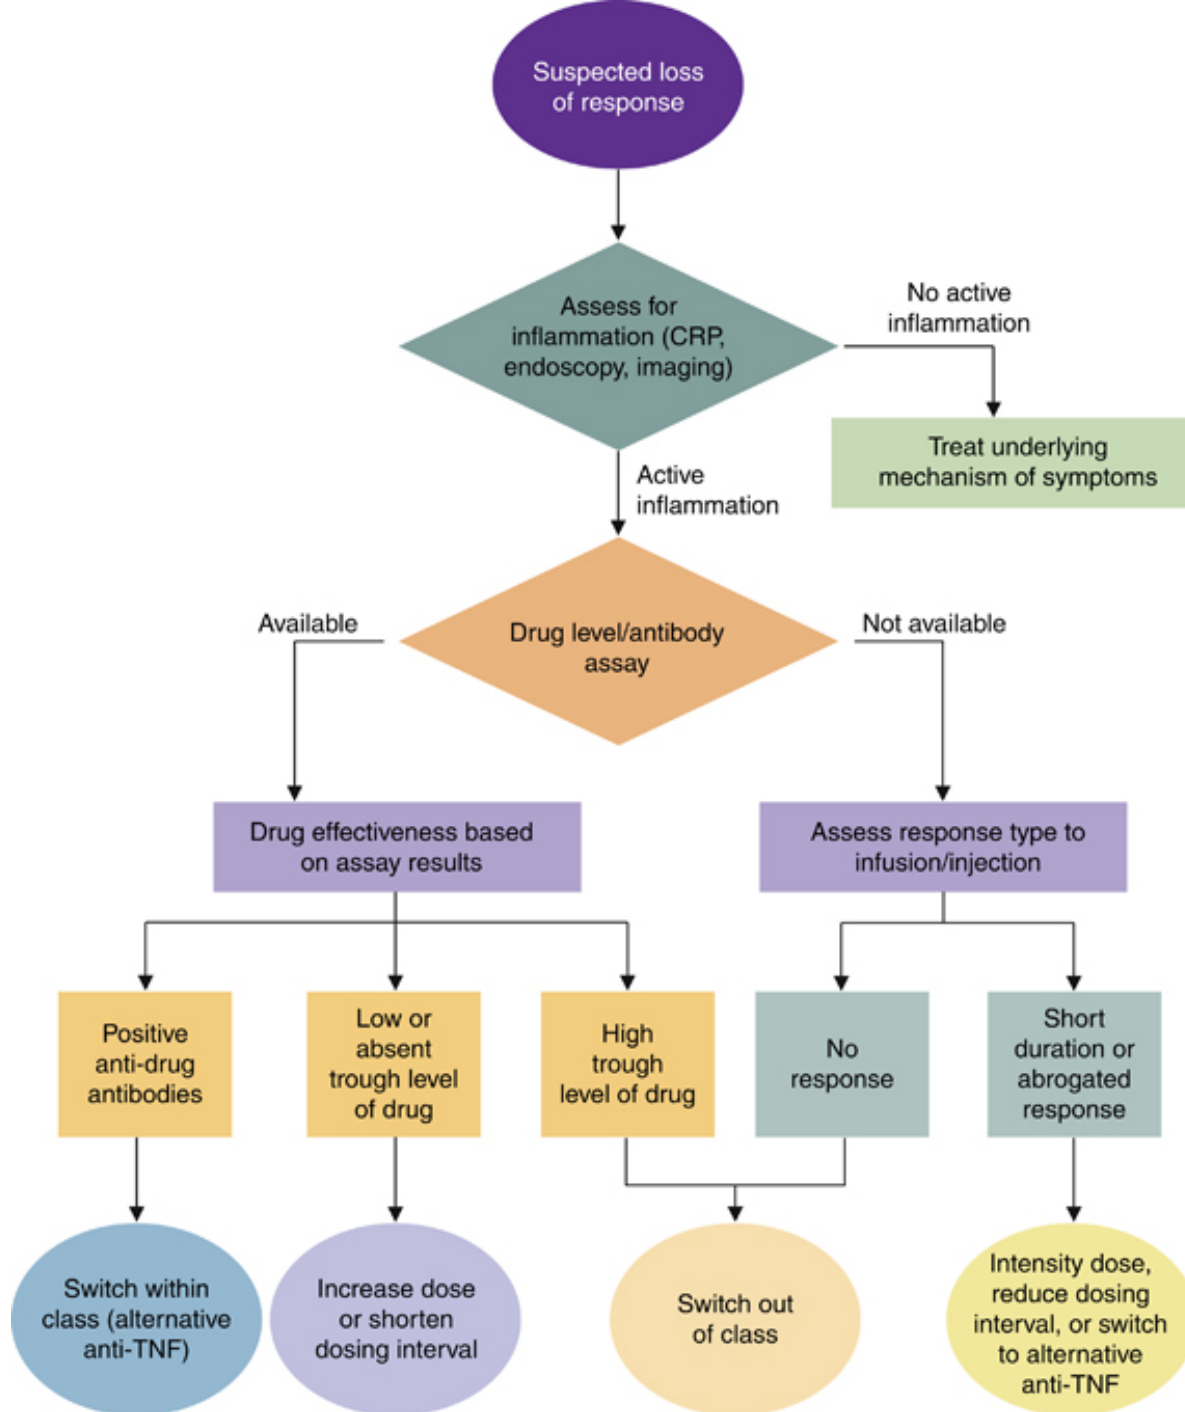 Suspected loss
of response
Assess for
inflammation (CRP,
endoscopy, imaging)
No active
inflammation
Treat underlying
mechanism of symptoms
Active
inflammation
Drug level/antibody
assay
Available
Not available
Drug effectiveness based
on assay results
Assess response type to
infusion/injection
Positive
anti-drug
antibodies
Low or
absent
trough level
of drug
High
trough
level of drug
No
response
Short
duration or
abrogated
response
Switch within
class (alternative
anti-TNF)
Increase dose
or shorten
dosing interval
Switch out
of class
Intensity dose,
reduce dosing
interval, or switch
to alternative
anti-TNF